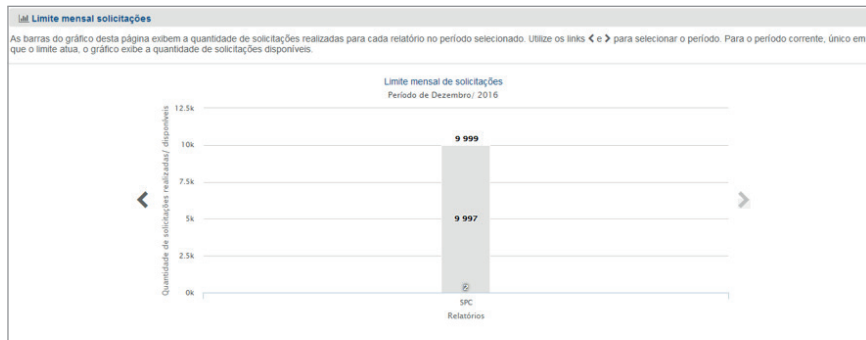 Limite mensal solicitações
As barras do gráfico desta página exibem a quantidade de solicitações realizadas para cada relatório no período selecionado. Utilize os links < e > para selecionar o período. Para o período corrente, único em
que o limite atua, o gráfico exibe a quantidade de solicitações disponíveis.
Limite mensal de solicitações
Período de Dezembro/ 2016
Quantidade de solicitações realizadas/ disponíveis
12.5k
10k
7.5k
5k
2.5k
0k
9 999
9 997
2
SPC
Relatórios